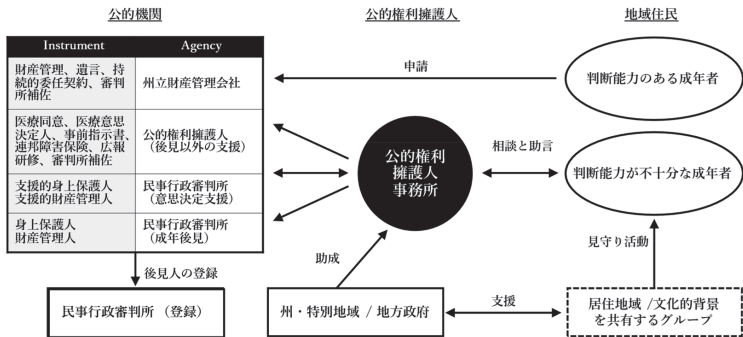 公的機関
公的権利擁護人
地域住民
Instrument
Agency
財産管理、遺言、持
続的委任契約、審判
所補佐
州立財産管理会社
医療同意、医療意思
決定人、事前指示書、
連邦障害保険、広報
研修、審判所補佐
公的権利擁護人
(後見以外の支援)
支援的身上保護人
支援的財産管理人
民事行政審判所
(意思決定支援)
身上保護人
財産管理人
民事行政審判所
(成年後見)
後見人の登録
民事行政審判所(登録)
申請
公的権利
擁護人
事務所
相談と助言
助成
州・特別地域 / 地方政府
支援
判断能力のある成年者
判断能力が不十分な成年者
見守り活動
居住地域 /文化的背景
を共有するグループ